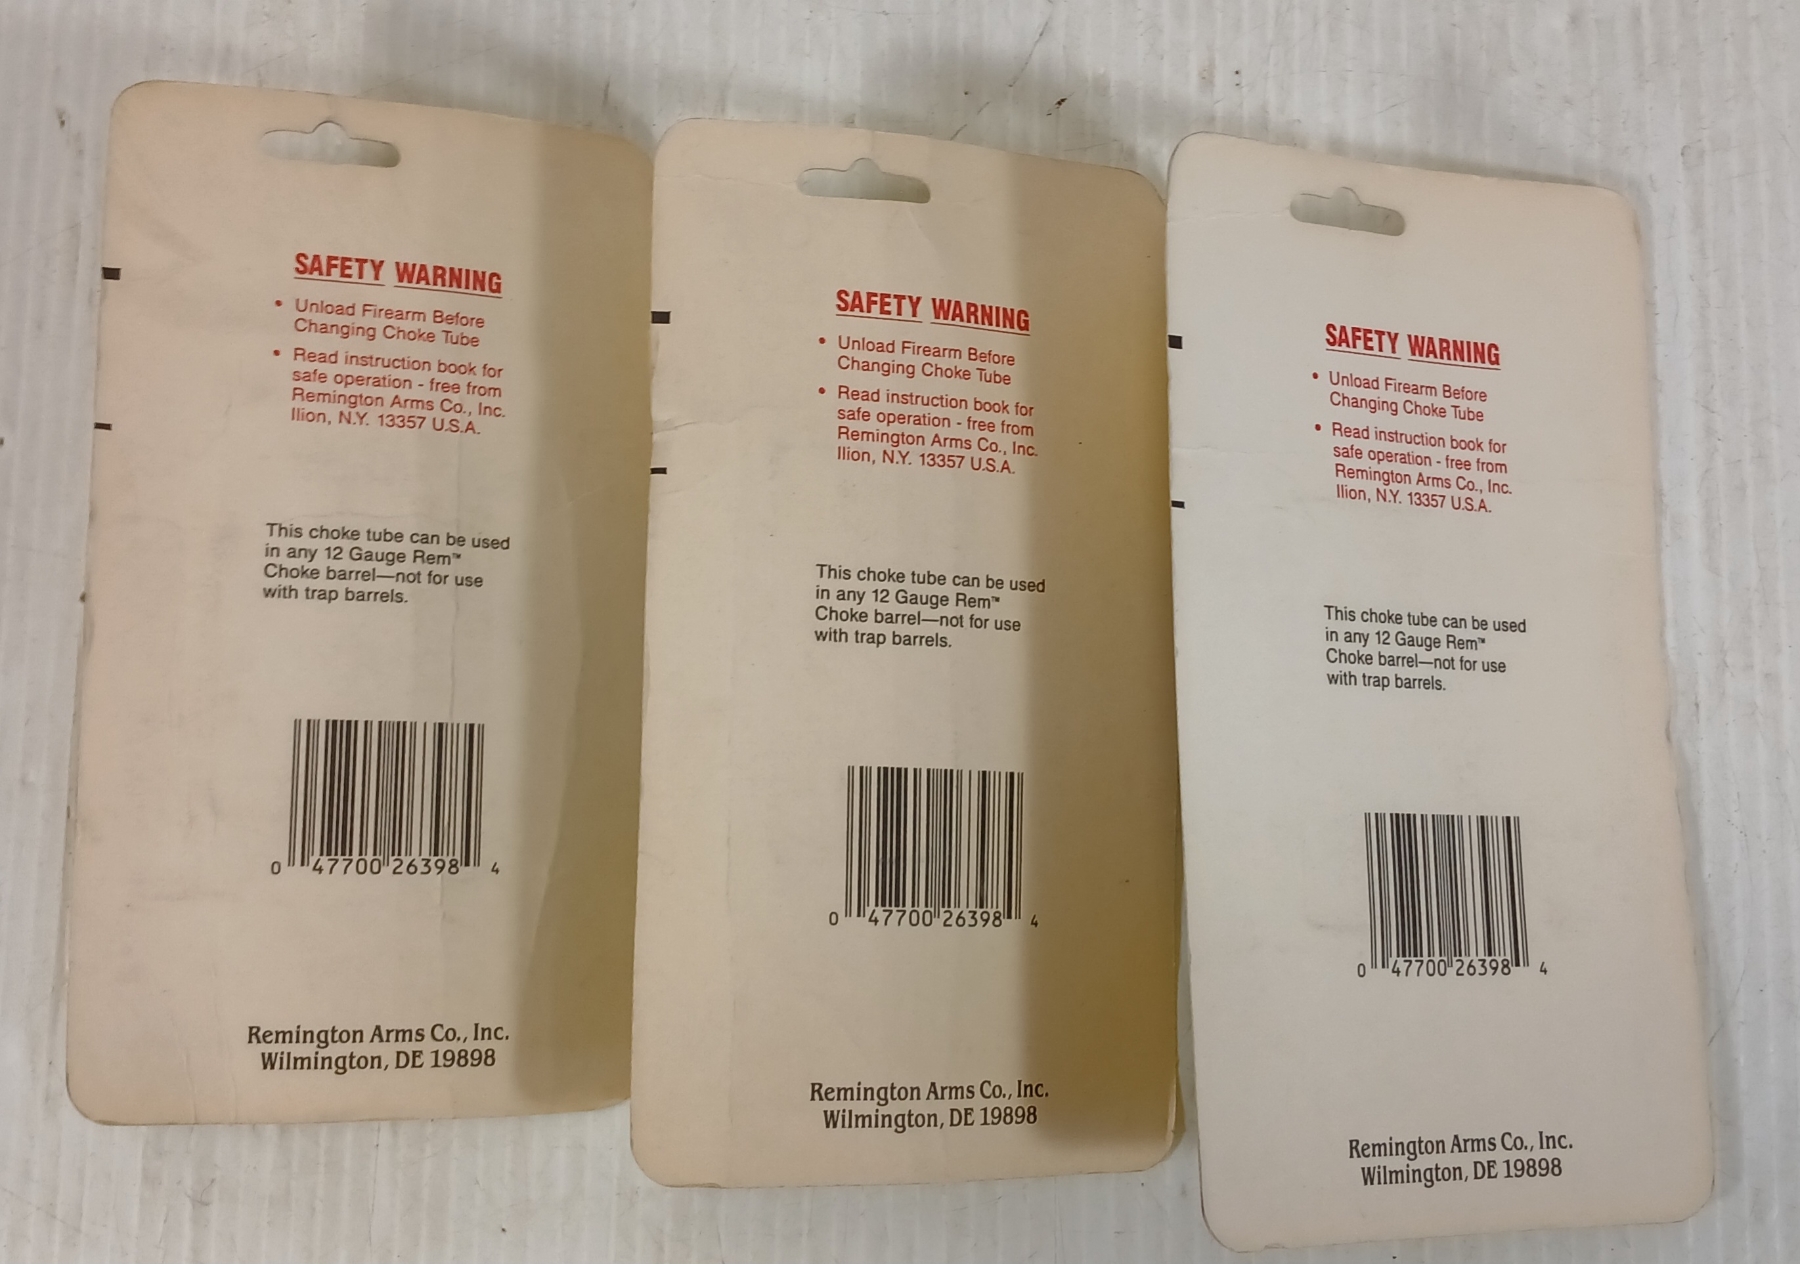 SAFETY WARNING
• Unload Firearm Before
Changing Choke Tube
• Read instruction book for
safe operation - free from
Remington Arms Co., Inc.
Ilion, N.Y. 13357 U.S.A.
This choke tube can be used
in any 12 Gauge Rem™
Choke barrel—not for use
with trap barrels.
0 47700 26398 4
Remington Arms Co., Inc.
Wilmington, DE 19898
SAFETY WARNING
• Unload Firearm Before
Changing Choke Tube
• Read instruction book for
safe operation - free from
Remington Arms Co., Inc.
Ilion, N.Y. 13357 U.S.A.
This choke tube can be used
in any 12 Gauge Rem™
Choke barrel—not for use
with trap barrels.
0 47700 26398 4
Remington Arms Co., Inc.
Wilmington, DE 19898
SAFETY WARNING
• Unload Firearm Before
Changing Choke Tube
• Read instruction book for
safe operation - free from
Remington Arms Co., Inc.
Ilion, N.Y. 13357 U.S.A.
This choke tube can be used
in any 12 Gauge Rem™
Choke barrel—not for use
with trap barrels.
0 47700 26398 4
Remington Arms Co., Inc.
Wilmington, DE 19898